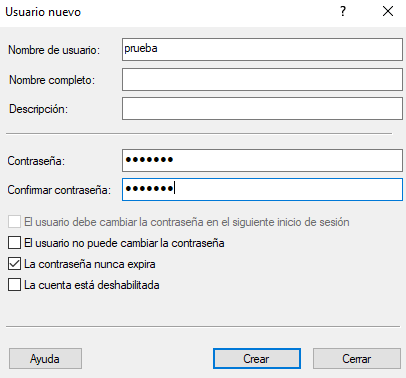 Usuario nuevo
?
Nombre de usuario:
prueba
Nombre completo:
Descripción:
Contraseña:
●●●●●●●
Confirmar contraseña:
●●●●●●●
El usuario debe cambiar la contraseña en el siguiente inicio de sesión
El usuario no puede cambiar la contraseña
La contraseña nunca expira
La cuenta está deshabilitada
Ayuda
Crear
Cerrar